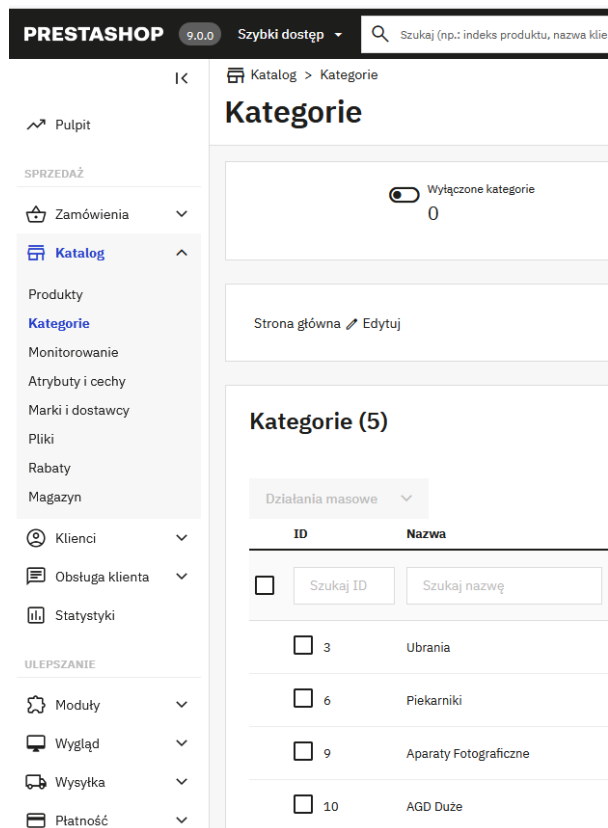 PRESTASHOP 9.0.0 Szybki dostęp Szukaj (np.: indeks produktu, nazwa klie
Katalog > Kategorie
Kategorie
Pulpit
SPRZEDAŻ
Zamówienia
Katalog
Produkty
Kategorie
Monitorowanie
Atrybuty i cechy
Marki i dostawcy
Pliki
Rabaty
Magazyn
Klienci
Obsługa klienta
Statystyki
ULEPSZANIE
Moduły
Wygląd
Wysyłka
Płatność
Wyłączone kategorie
0
Strona główna Edytuj
Kategorie (5)
Działania masowe
ID Nazwa
Szukaj ID Szukaj nazwę
3 Ubrania
6 Piekarniki
9 Aparaty Fotograficzne
10 AGD Duże